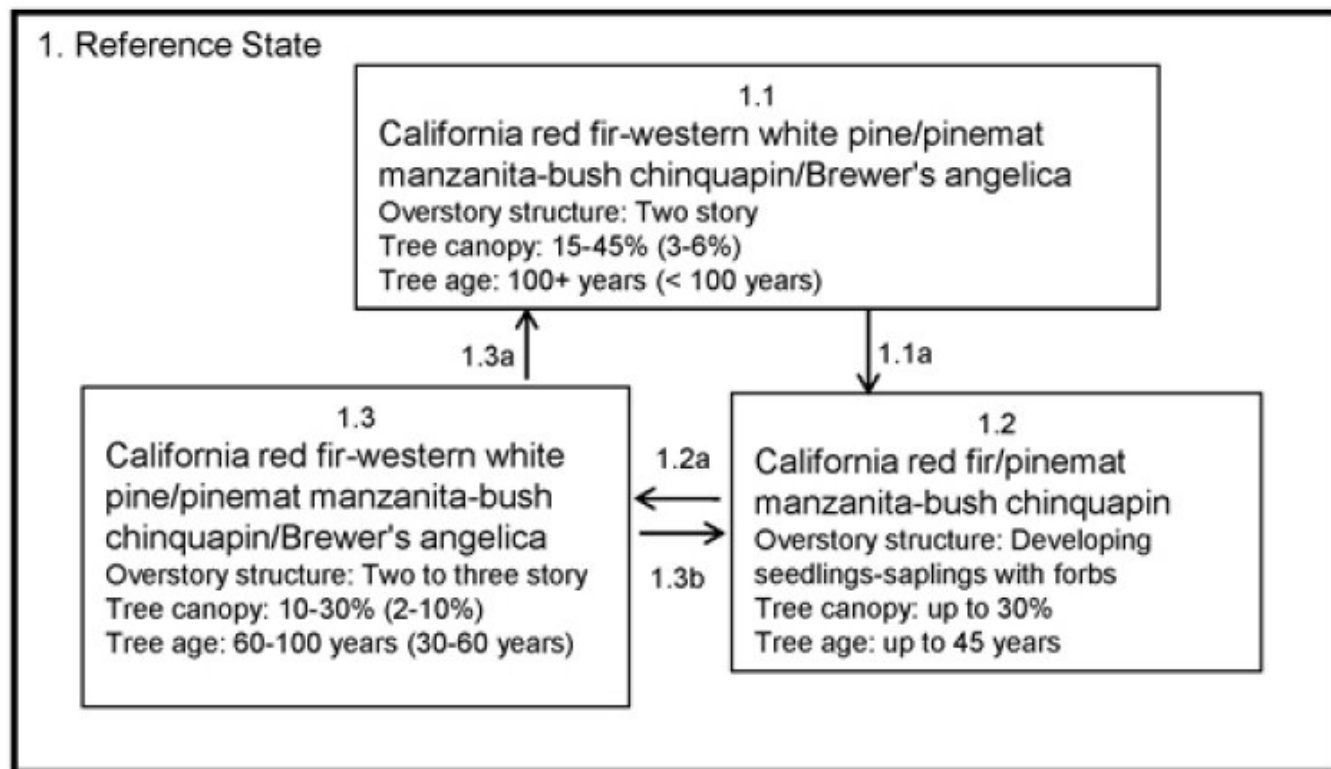 1. Reference State
1.1
California red fir-western white pine/pinemat
manzanita-bush chinquapin/Brewer's angelica
Overstory structure: Two story
Tree canopy: 15-45% (3-6%)
Tree age: 100+ years (< 100 years)
1.3a
1.1a
1.3
California red fir-western white
pine/pinemat manzanita-bush
chinquapin/Brewer's angelica
Overstory structure: Two to three story
Tree canopy: 10-30% (2-10%)
Tree age: 60-100 years (30-60 years)
1.2a
1.3b
1.2
California red fir/pinemat
manzanita-bush chinquapin
Overstory structure: Developing
seedlings-saplings with forbs
Tree canopy: up to 30%
Tree age: up to 45 years